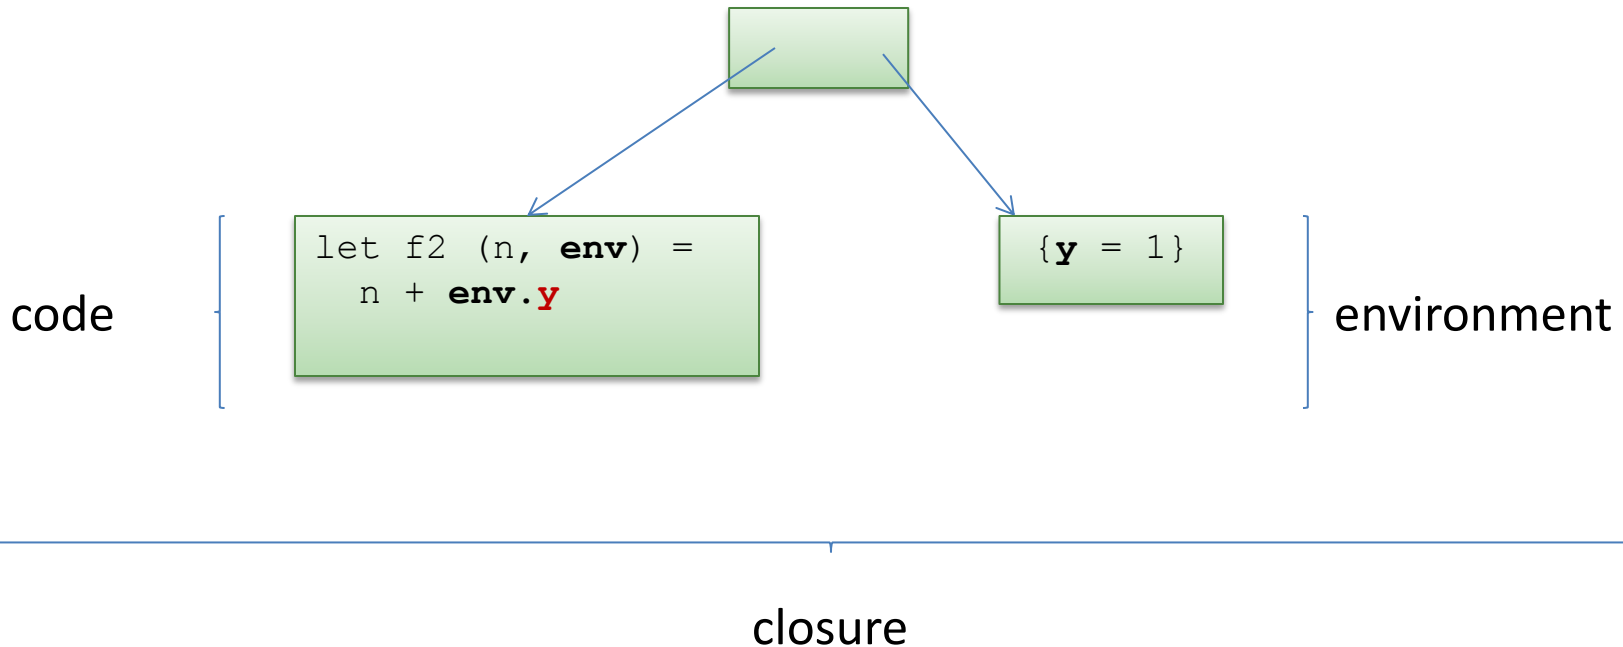 let f2 (n, env) =
n + env.y
{y = 1}
code
environment
closure